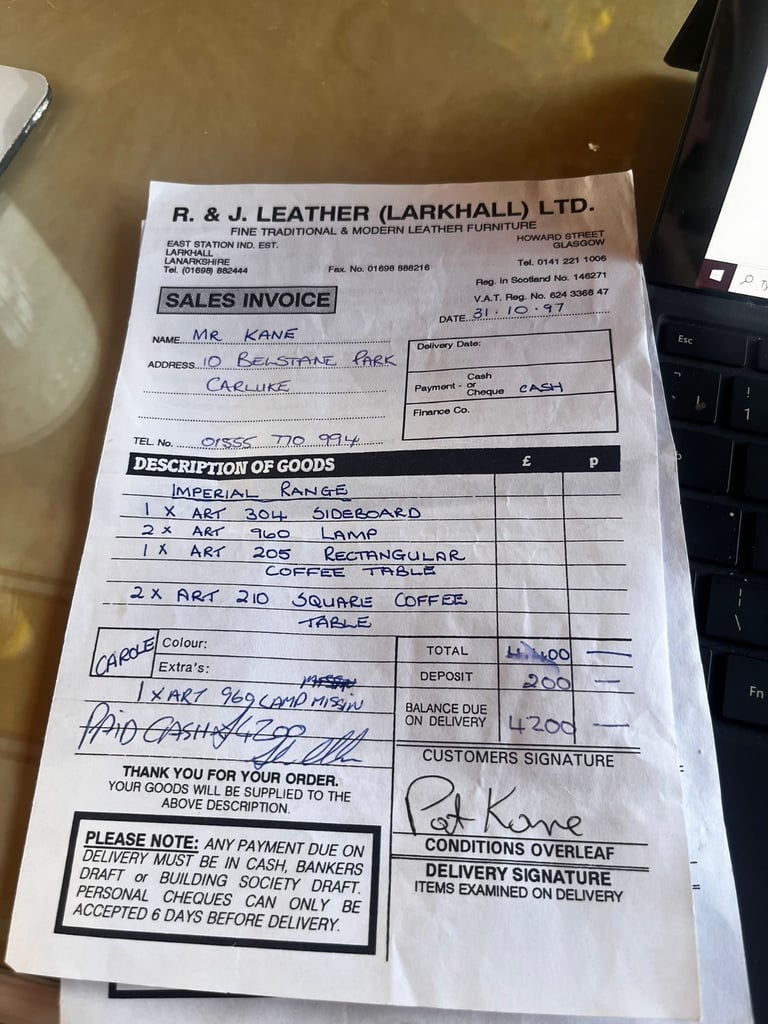 R. & J. LEATHER (LARKHALL) LTD.
FINE TRADITIONAL & MODERN LEATHER FURNITURE
EAST STATION IND. EST.
LARKHALL
LANARKSHIRE
Tel. (01698) 882444
Fax. No. 01698 888216
HOWARD STREET
GLASGOW
Tel. 0141 221 1006
Reg. in Scotland No. 146271
V.A.T. Reg. No. 624 3368 47
SALES INVOICE
DATE 31·10·97
NAME MR KANE
ADDRESS 10 BELSTANE PARK
CARLUKE
TEL. No. 01555 770 994
Delivery Date:
Payment - Cash or Cheque CASH
Finance Co.
DESCRIPTION OF GOODS £ p
IMPERIAL RANGE
1 X ART 304 SIDEBOARD
2 X ART 960 LAMP
1 X ART 205 RECTANGULAR
COFFEE TABLE
2 X ART 210 SQUARE COFFEE
TABLE
CAROLE
Colour:
Extra's:
1 X ART 969 LAMP MISSIN
PAID CASH £4200
TOTAL 4400 —
DEPOSIT 200 —
BALANCE DUE
ON DELIVERY 4200 —
CUSTOMERS SIGNATURE
Pat Kane
CONDITIONS OVERLEAF
DELIVERY SIGNATURE
ITEMS EXAMINED ON DELIVERY
THANK YOU FOR YOUR ORDER.
YOUR GOODS WILL BE SUPPLIED TO THE
ABOVE DESCRIPTION.
PLEASE NOTE: ANY PAYMENT DUE ON
DELIVERY MUST BE IN CASH, BANKERS
DRAFT or BUILDING SOCIETY DRAFT.
PERSONAL CHEQUES CAN ONLY BE
ACCEPTED 6 DAYS BEFORE DELIVERY.
Esc
!
1
|
\
Fn